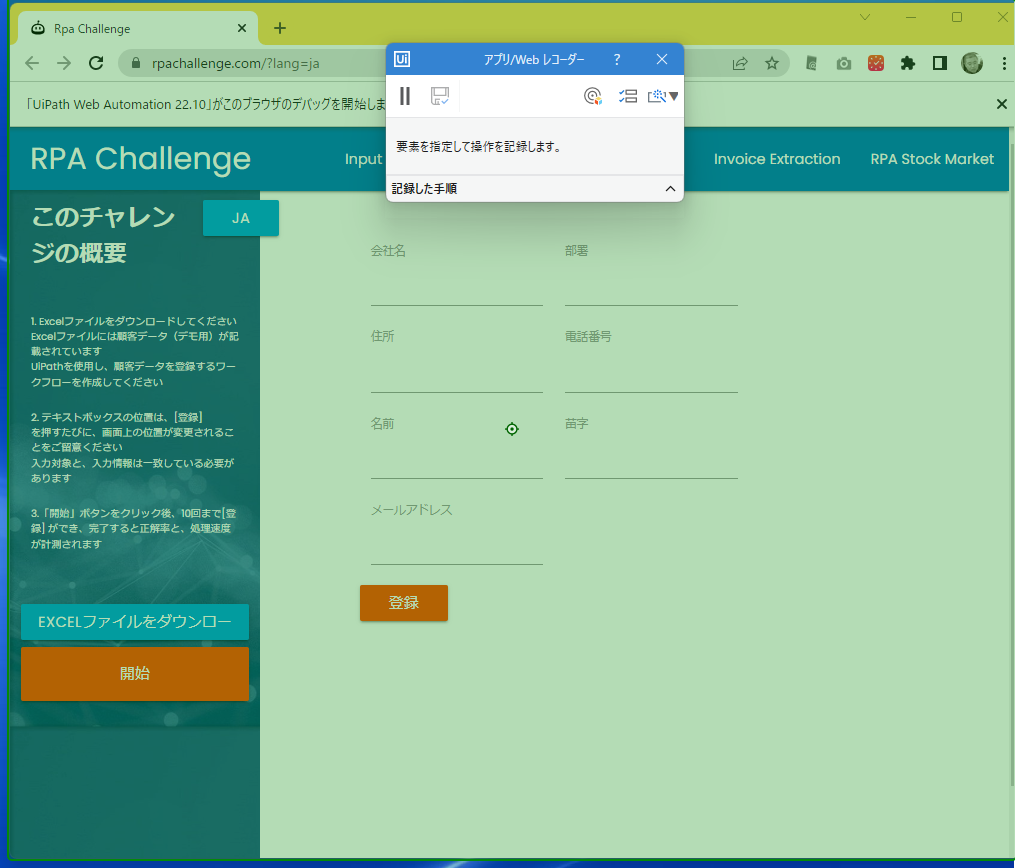 Rpa Challenge
rpachallenge.com/?lang=ja
「UiPath Web Automation 22.10」がこのブラウザのデバッグを開始しま
Ui アプリ/Web レコーダー ?
要素を指定して操作を記録します。
記録した手順
RPA Challenge
Input
Invoice Extraction
RPA Stock Market
このチャレン
ジの概要
JA
1. Excelファイルをダウンロードしてください
Excelファイルには顧客データ（デモ用）が記
載されています
UiPathを使用し、顧客データを登録するワー
クフローを作成してください
2. テキストボックスの位置は、[登録]
を押すたびに、画面上の位置が変更されるこ
とをご留意ください
入力対象と、入力情報は一致している必要が
あります
3.「開始」ボタンをクリック後、10回まで[登
録] ができ、完了すると正解率と、処理速度
が計測されます
EXCELファイルをダウンロー
開始
会社名
部署
住所
電話番号
名前
苗字
メールアドレス
登録